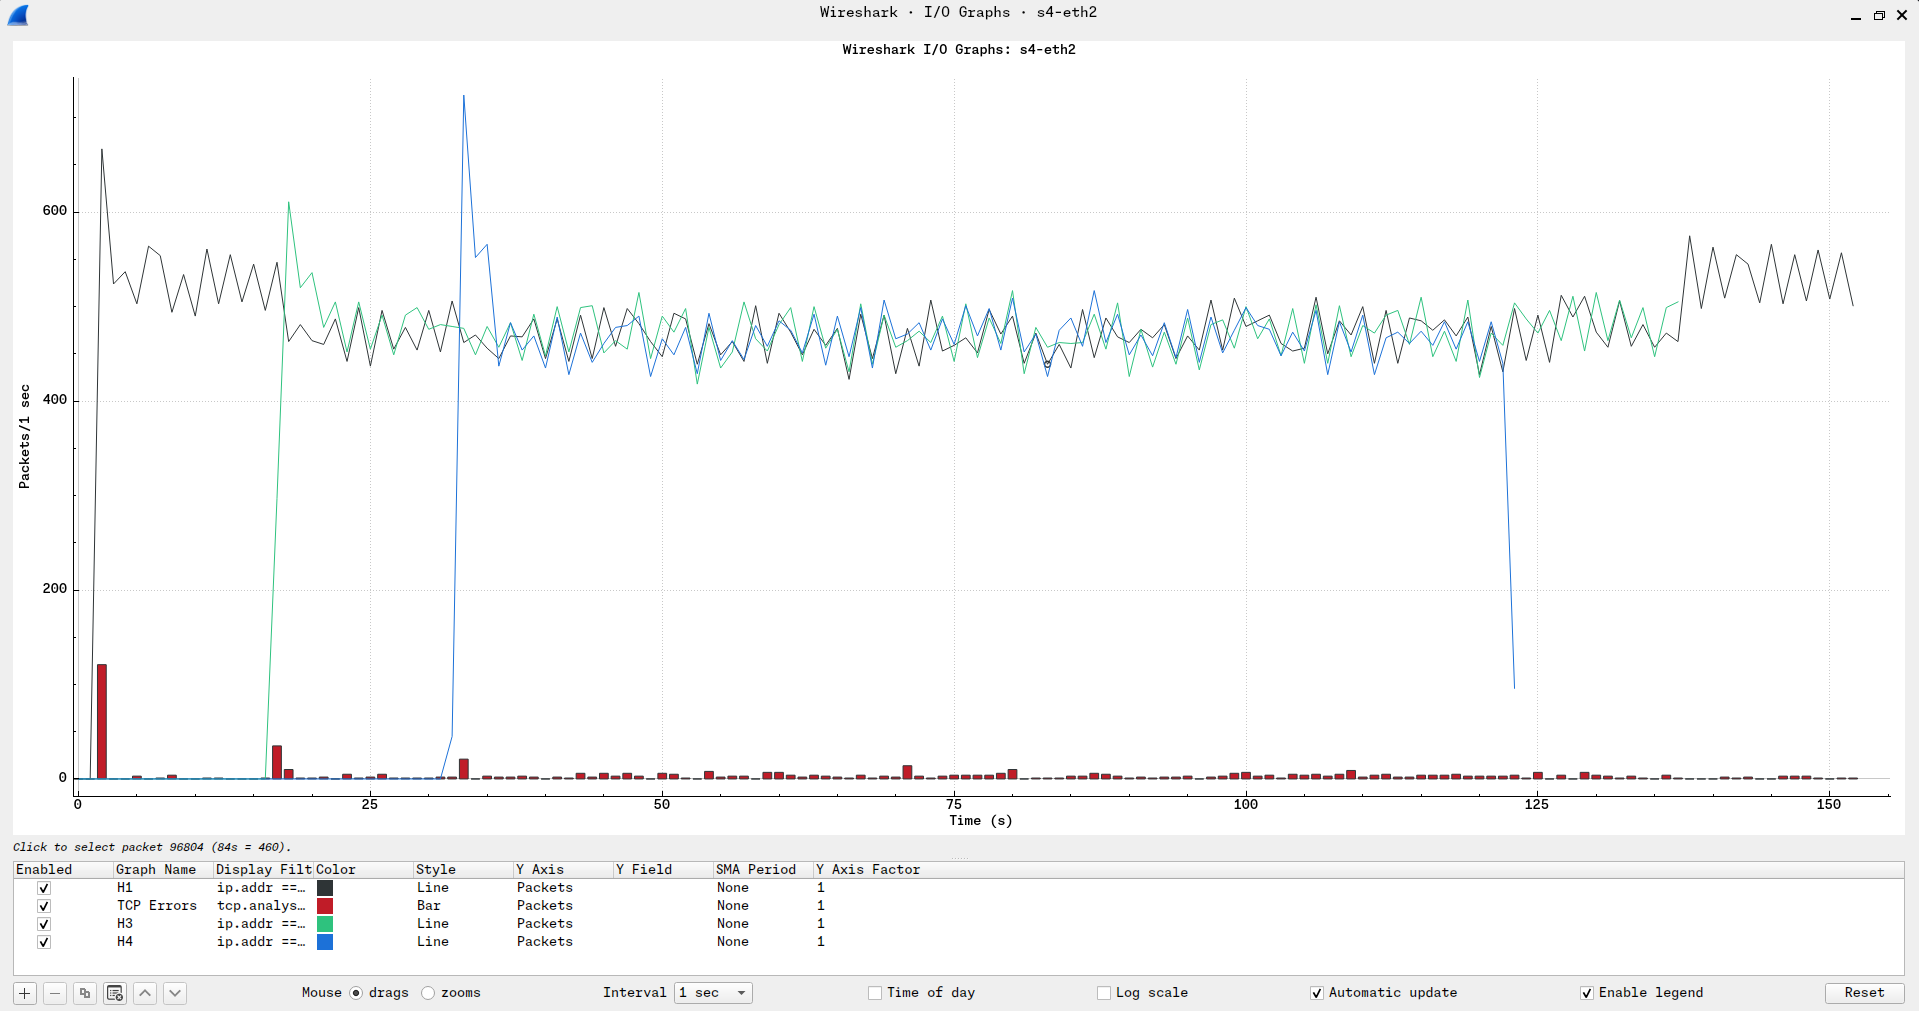 Wireshark · I/O Graphs · s4-eth2
Wireshark I/O Graphs: s4-eth2
Packets/1 sec
600
400
200
0
0 25 50 75 100 125 150
Time (s)
Click to select packet 96804 (84s = 460).
Enabled Graph Name Display Filt Color Style Y Axis Y Field SMA Period Y Axis Factor
H1 ip.addr ==… Line Packets None 1
TCP Errors tcp.analys… Bar Packets None 1
H3 ip.addr ==… Line Packets None 1
H4 ip.addr ==… Line Packets None 1
Mouse drags zooms Interval 1 sec Time of day Log scale Automatic update Enable legend Reset